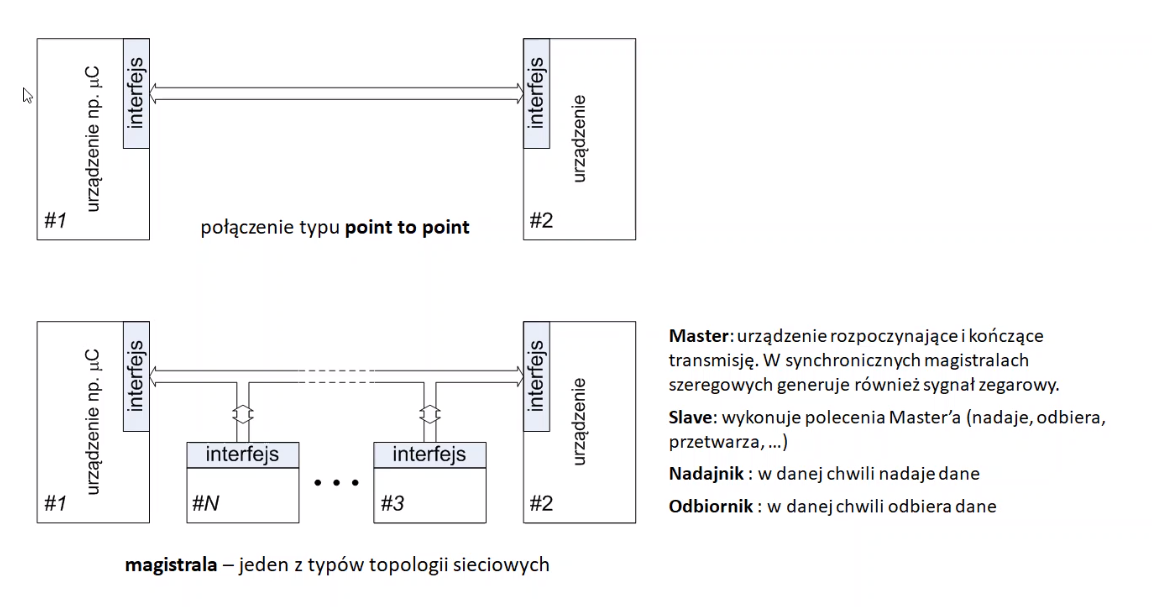 urządzenie np. μC
interfejs
#1
interfejs
urządzenie
#2
połączenie typu point to point
urządzenie np. μC
interfejs
#1
interfejs
#N
• • •
interfejs
#3
interfejs
urządzenie
#2
magistrala – jeden z typów topologii sieciowych
Master: urządzenie rozpoczynające i kończące
transmisję. W synchronicznych magistralach
szeregowych generuje również sygnał zegarowy.
Slave: wykonuje polecenia Master’a (nadaje, odbiera,
przetwarza, ...)
Nadajnik : w danej chwili nadaje dane
Odbiornik : w danej chwili odbiera dane